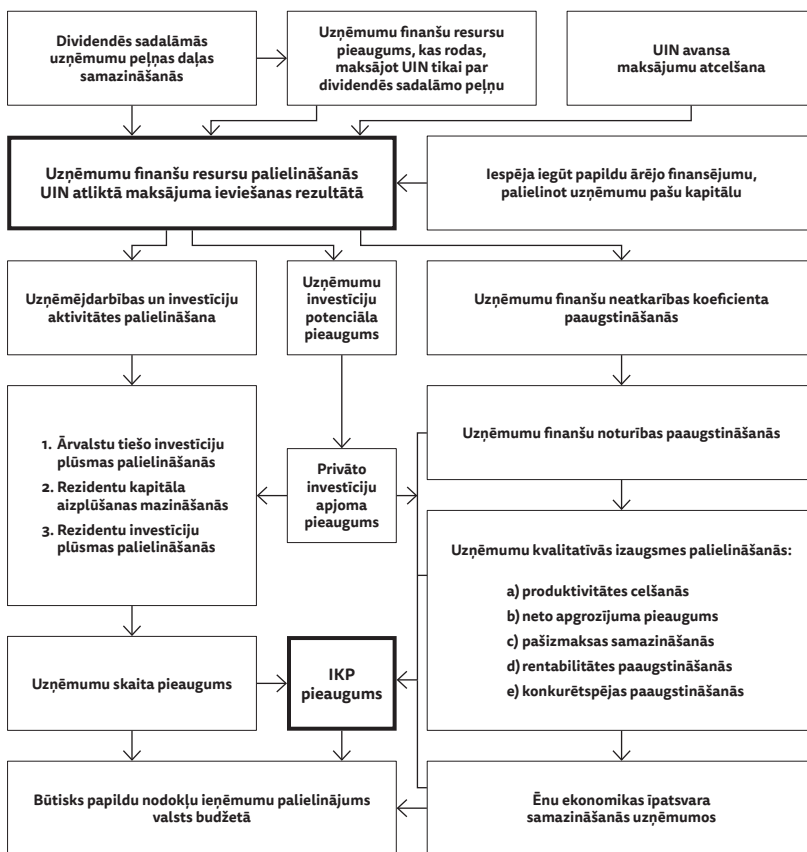 Dividendēs sadalāmās
uzņēmumu peļņas daļas
samazināšanās
Uzņēmumu finanšu resursu
pieaugums, kas rodas,
maksājot UIN tikai par
dividendēs sadalāmo peļņu
UIN avansa
maksājumu atcelšana
Uzņēmumu finanšu resursu palielināšanās
UIN atliktā maksājuma ieviešanas rezultātā
Iespēja iegūt papildu ārējo finansējumu,
palielinot uzņēmumu pašu kapitālu
Uzņēmējdarbības un investīciju
aktivitātes palielināšana
Uzņēmumu
investīciju
potenciāla
pieaugums
Uzņēmumu finanšu neatkarības koeficienta
paaugstināšanās
1. Ārvalstu tiešo investīciju
plūsmas palielināšanās
2. Rezidentu kapitāla
aizplūšanas mazināšanās
3. Rezidentu investīciju
plūsmas palielināšanās
Privāto
investīciju
apjoma
pieaugums
Uzņēmumu finanšu noturības paaugstināšanās
Uzņēmumu kvalitatīvās izaugsmes palielināšanās:
a) produktivitātes celšanās
b) neto apgrozījuma pieaugums
c) pašizmaksas samazināšanās
d) rentabilitātes paaugstināšanās
e) konkurētspējas paaugstināšanās
Uzņēmumu skaita pieaugums
IKP
pieaugums
Būtisks papildu nodokļu ieņēmumu palielinājums
valsts budžetā
Ēnu ekonomikas īpatsvara
samazināšanās uzņēmumos